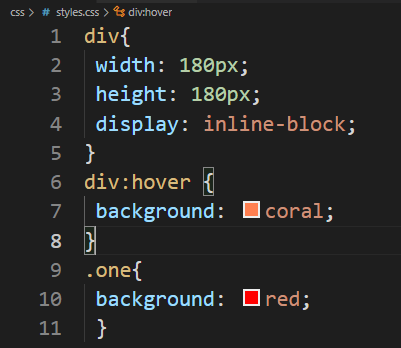 css > # styles.css > div:hover
1 div{
2 width: 180px;
3 height: 180px;
4 display: inline-block;
5 }
6 div:hover {
7 background: coral;
8 }
9 .one{
10 background: red;
11 }